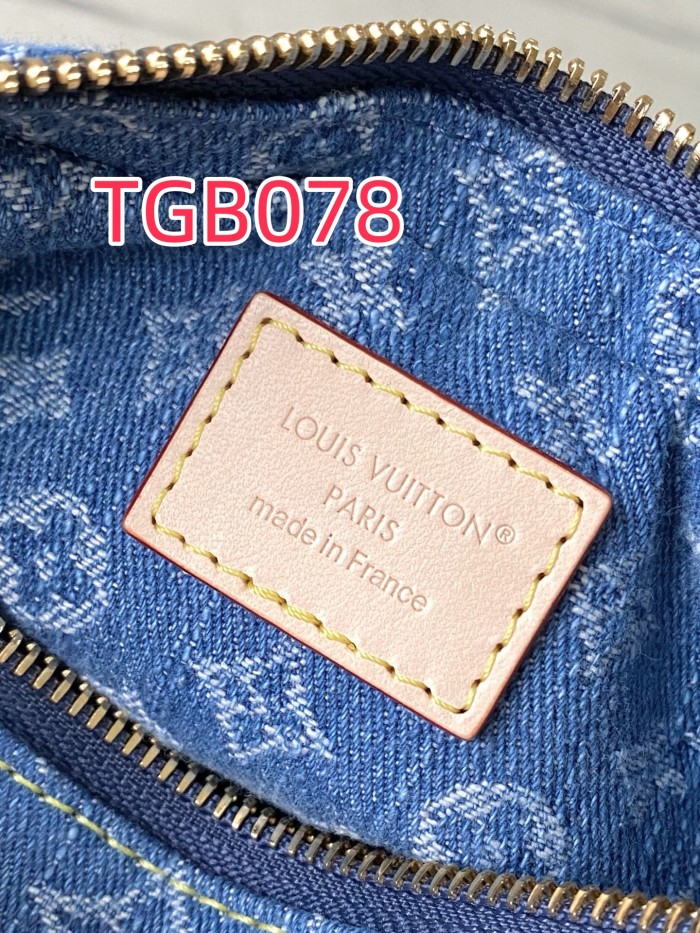 TGB078
LOUIS VUITTON®
PARIS
made in France